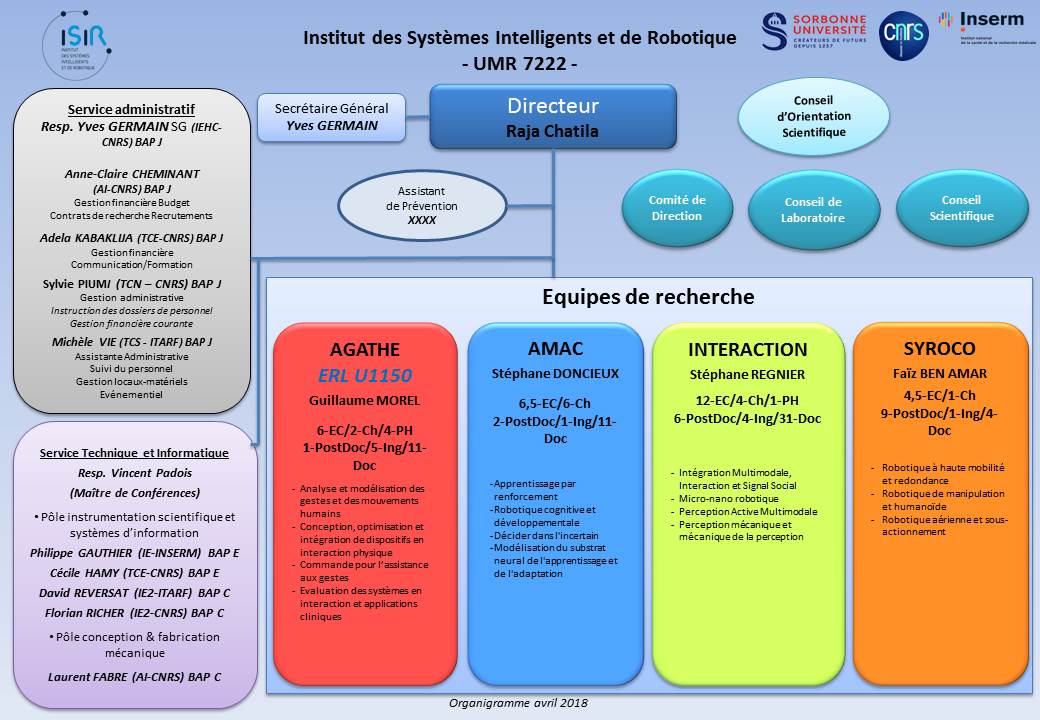 ISIR
INSTITUT
DES SYSTÈMES
INTELLIGENTS
ET DE ROBOTIQUE
Institut des Systèmes Intelligents et de Robotique
- UMR 7222 -
SORBONNE
UNIVERSITÉ
CRÉATEURS DE FUTURS
DEPUIS 1257
cnrs
Inserm
Institut national
de la santé et de la recherche médicale
Service administratif
Resp. Yves GERMAIN SG (IEHC-
CNRS) BAP J
Anne-Claire CHEMINANT
(AI-CNRS) BAP J
Gestion financière Budget
Contrats de recherche Recrutements
Adela KABAKLIJA (TCE-CNRS) BAP J
Gestion financière
Communication/Formation
Sylvie PIUMI (TCN – CNRS) BAP J
Gestion administrative
Instruction des dossiers de personnel
Gestion financière courante
Michèle VIE (TCS - ITARF) BAP J
Assistante Administrative
Suivi du personnel
Gestion locaux-matériels
Evénementiel
Secrétaire Général
Yves GERMAIN
Directeur
Raja Chatila
Assistant
de Prévention
XXXX
Conseil
d'Orientation
Scientifique
Comité de
Direction
Conseil de
Laboratoire
Conseil
Scientifique
Service Technique et Informatique
Resp. Vincent Padois
(Maître de Conférences)
• Pôle instrumentation scientifique et
systèmes d'information
Philippe GAUTHIER (IE-INSERM) BAP E
Cécile HAMY (TCE-CNRS) BAP E
David REVERSAT (IE2-ITARF) BAP C
Florian RICHER (IE2-CNRS) BAP C
• Pôle conception & fabrication
mécanique
Laurent FABRE (AI-CNRS) BAP C
Equipes de recherche
AGATHE
ERL U1150
Guillaume MOREL
6-EC/2-Ch/4-PH
1-PostDoc/5-Ing/11-
Doc
- Analyse et modélisation des
gestes et des mouvements
humains
- Conception, optimisation et
intégration de dispositifs en
interaction physique
- Commande pour l'assistance
aux gestes
- Evaluation des systèmes en
interaction et applications
cliniques
AMAC
Stéphane DONCIEUX
6,5-EC/6-Ch
2-PostDoc/1-Ing/11-
Doc
-Apprentissage par
renforcement
-Robotique cognitive et
développementale
-Décider dans l'incertain
-Modélisation du substrat
neural de l'apprentissage et
de l'adaptation
INTERACTION
Stéphane REGNIER
12-EC/4-Ch/1-PH
6-PostDoc/4-Ing/31-Doc
- Intégration Multimodale,
Interaction et Signal Social
- Micro-nano robotique
- Perception Active Multimodale
- Perception mécanique et
mécanique de la perception
SYROCO
Faïz BEN AMAR
4,5-EC/1-Ch
9-PostDoc/1-Ing/4-
Doc
- Robotique à haute mobilité
et redondance
- Robotique de manipulation
et humanoïde
- Robotique aérienne et sous-
actionnement
Organigramme avril 2018